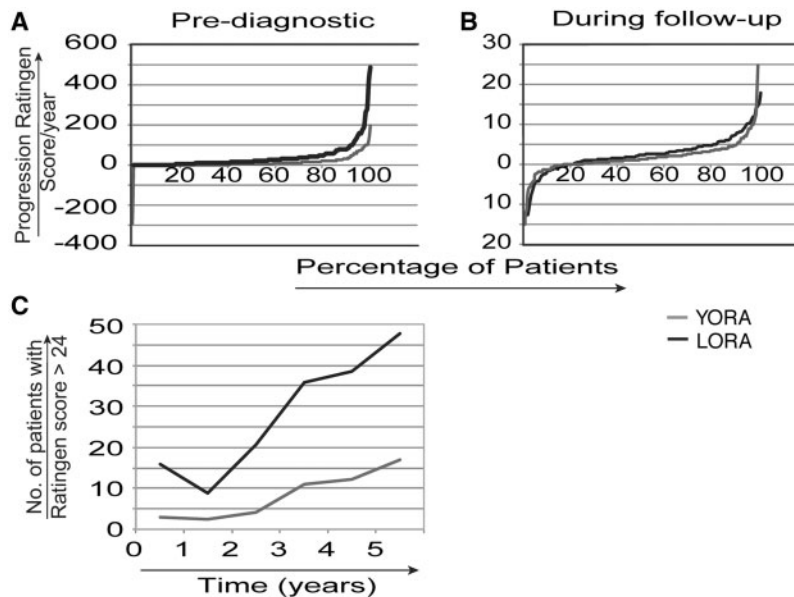 A
Pre-diagnostic
Progression Ratingen
Score/year
600
400
200
0
-200
-400
20 40 60 80 100
B
During follow-up
30
20
10
0
10
20
20 40 60 80 100
Percentage of Patients
C
No. of patients with
Ratingen score > 24
50
40
30
20
10
0
0 1 2 3 4 5
Time (years)
YORA
LORA